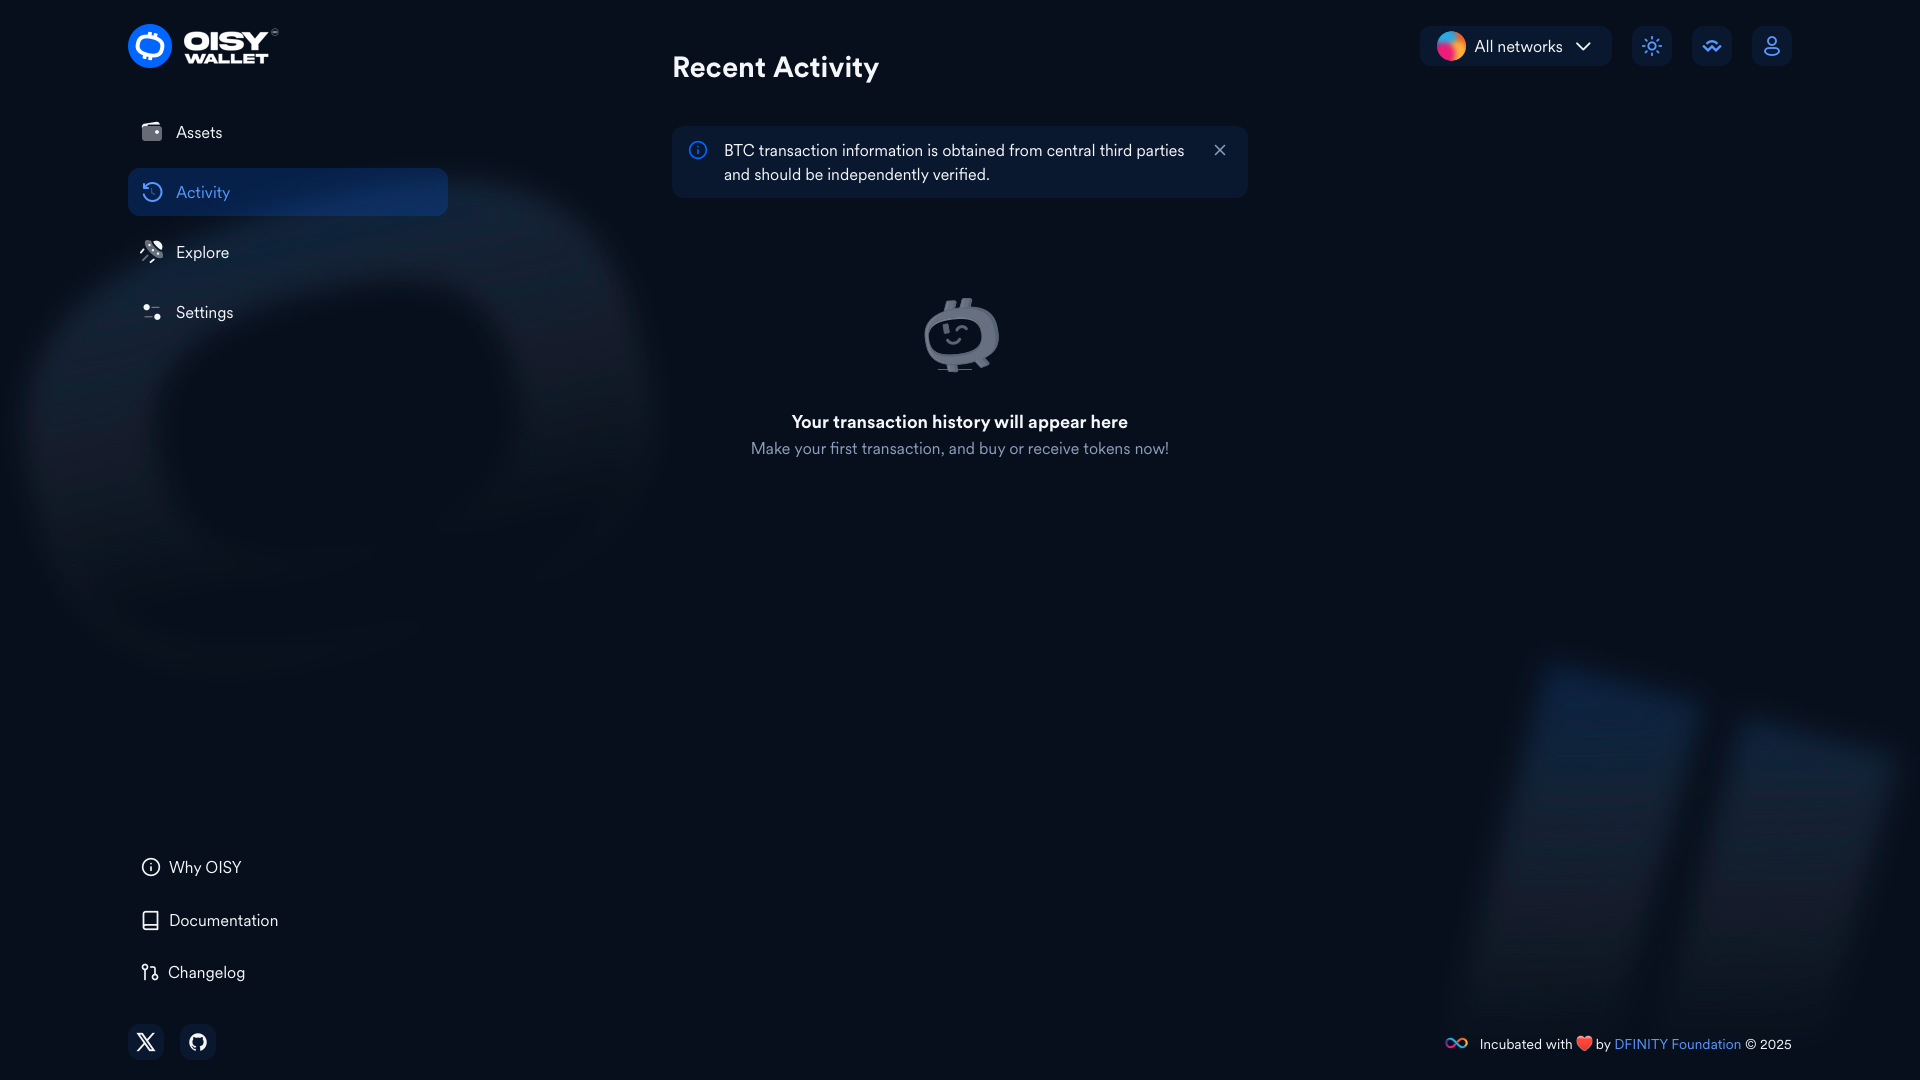 OISY
WALLET
Recent Activity
All networks
Assets
Activity
Explore
Settings
BTC transaction information is obtained from central third parties
and should be independently verified.
Your transaction history will appear here
Make your first transaction, and buy or receive tokens now!
Why OISY
Documentation
Changelog
Incubated with ❤️ by DFINITY Foundation © 2025